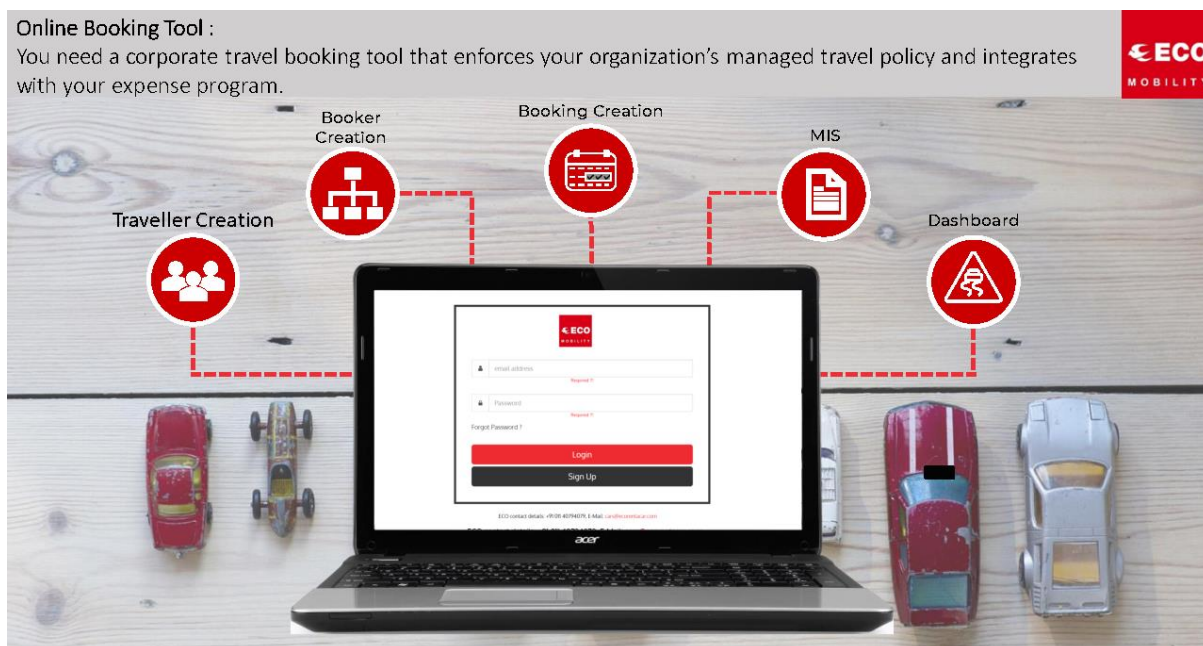 Online Booking Tool :
You need a corporate travel booking tool that enforces your organization's managed travel policy and integrates
with your expense program.
ECO
MOBILITY
Booker
Creation
Booking Creation
MIS
Traveller Creation
Dashboard
ECO
MOBILITY
email address
Required !!
Password
Required !!
Forgot Password ?
Login
Sign Up
acer